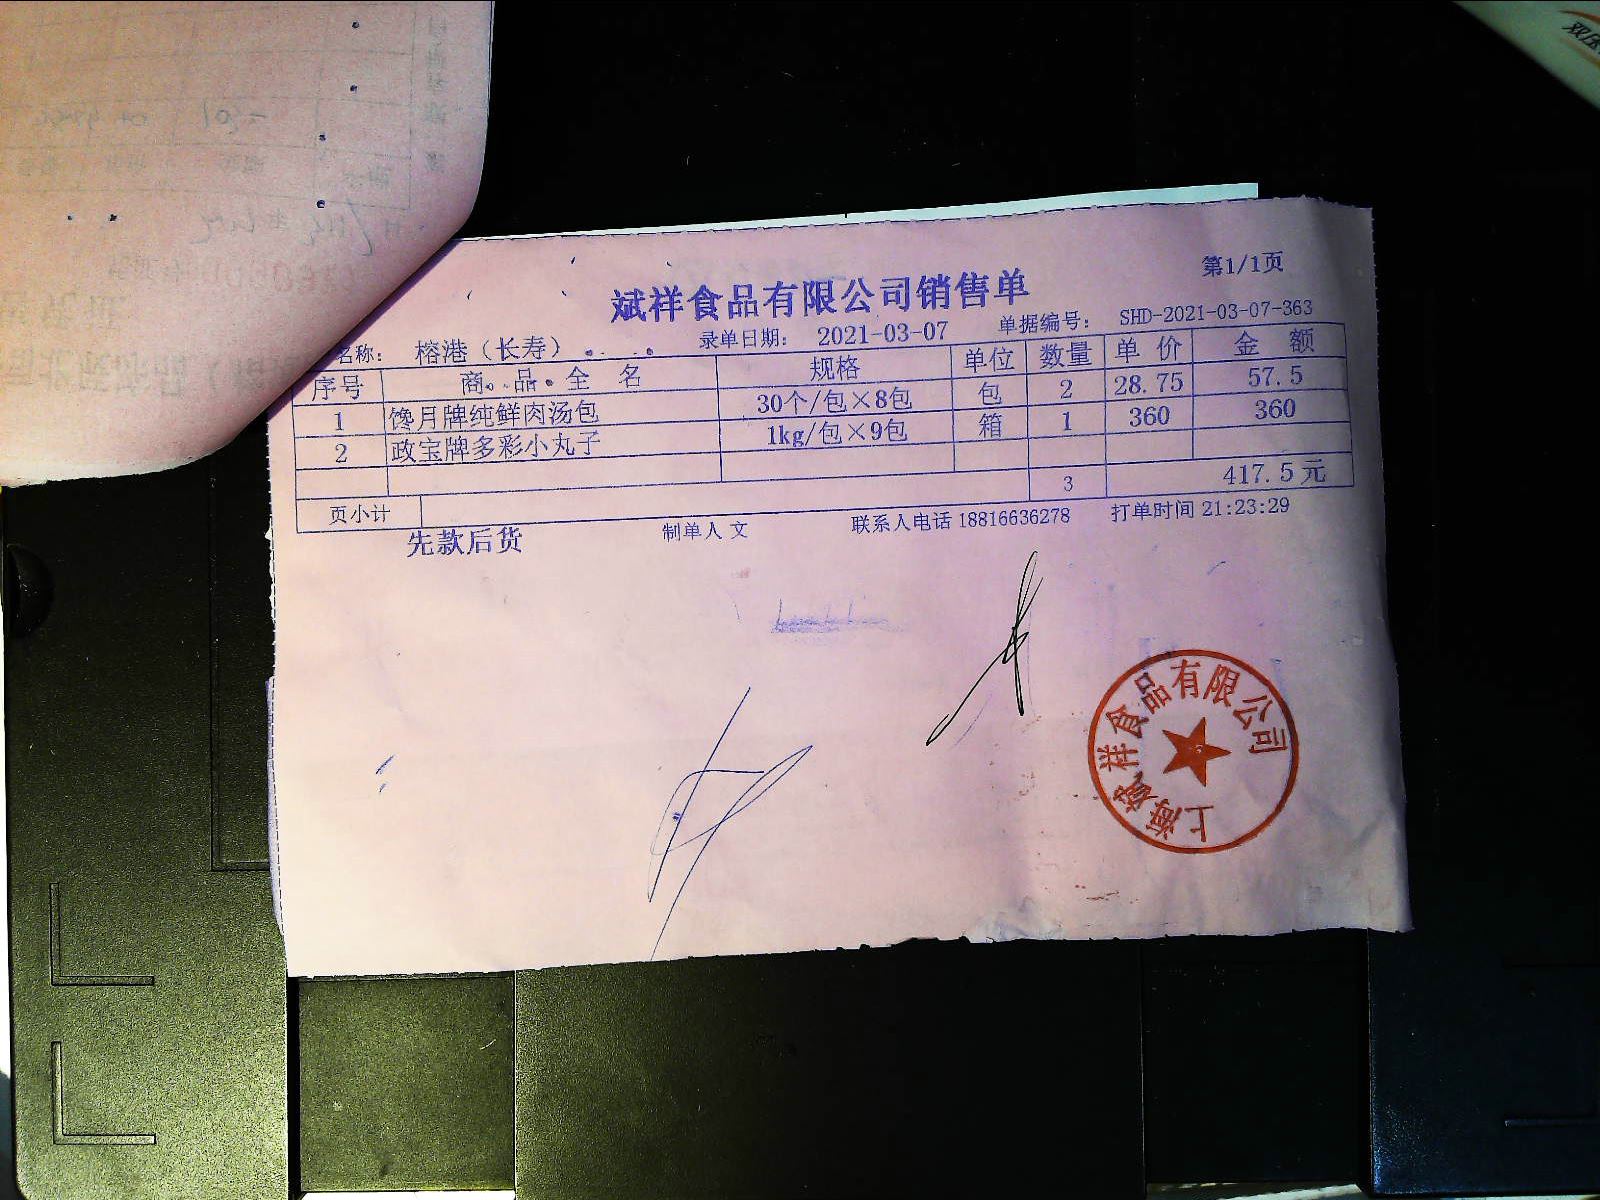 第1/1页
斌祥食品有限公司销售单
名称： 榕港（长寿） 录单日期： 2021-03-07 单据编号： SHD-2021-03-07-363
序号 商 品 全 名 规格 单位 数量 单 价 金 额
1 馋月牌纯鲜肉汤包 30个/包×8包 包 2 28.75 57.5
2 政宝牌多彩小丸子 1kg/包×9包 箱 1 360 360
页小计 3 417.5元
先款后货 制单人 文 联系人电话 18816636278 打单时间 21:23:29
上海斌祥食品有限公司